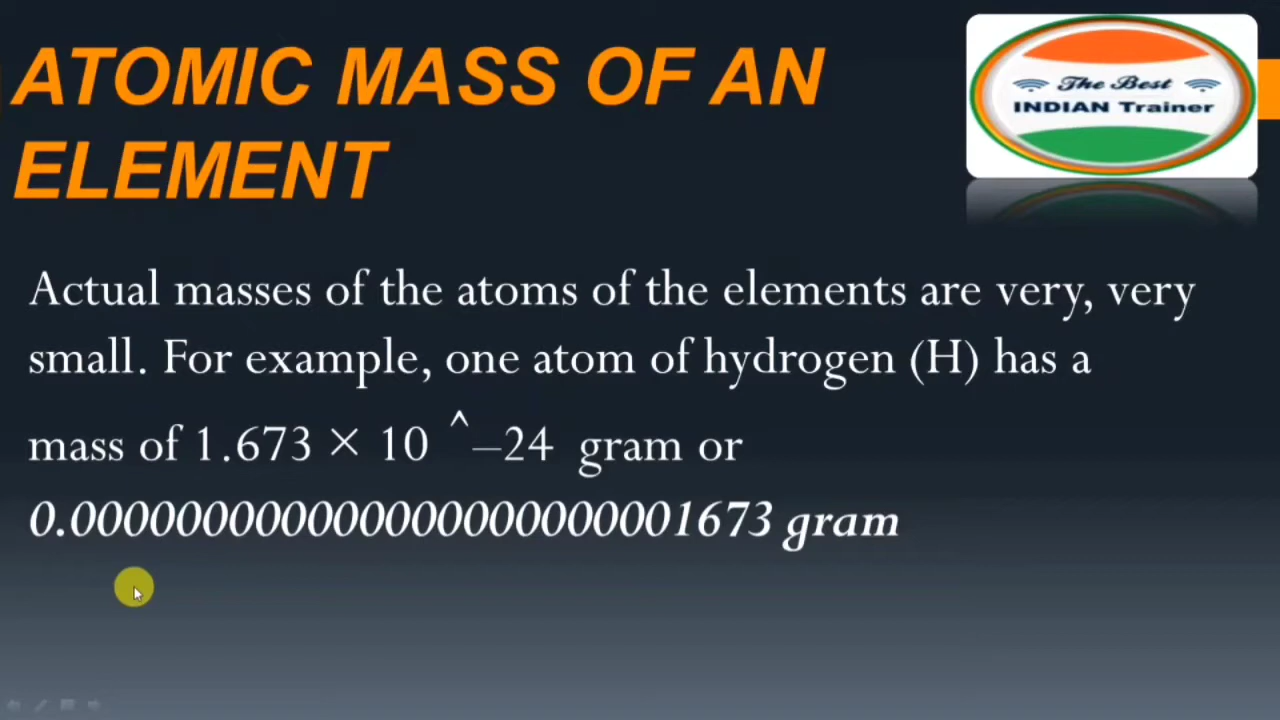 ATOMIC MASS OF AN
ELEMENT
The Best
INDIAN Trainer
Actual masses of the atoms of the elements are very, very
small. For example, one atom of hydrogen (H) has a
mass of 1.673 × 10 ^–24 gram or
0.000000000000000000000001673 gram